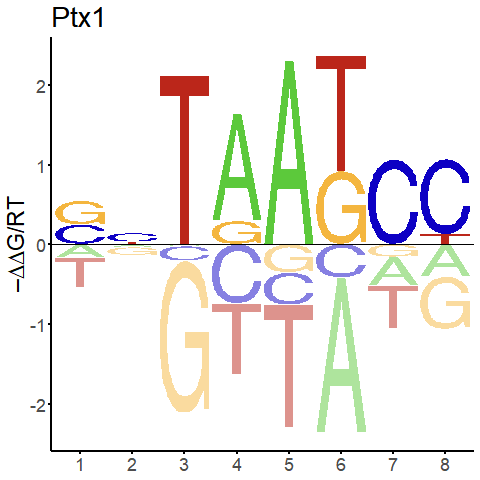 Ptx1
−ΔΔG/RT
2
1
0
-1
-2
G C A T
C T G
T C G
A G C T
A G C T
T G C A
C G A T
C T A G
1 2 3 4 5 6 7 8